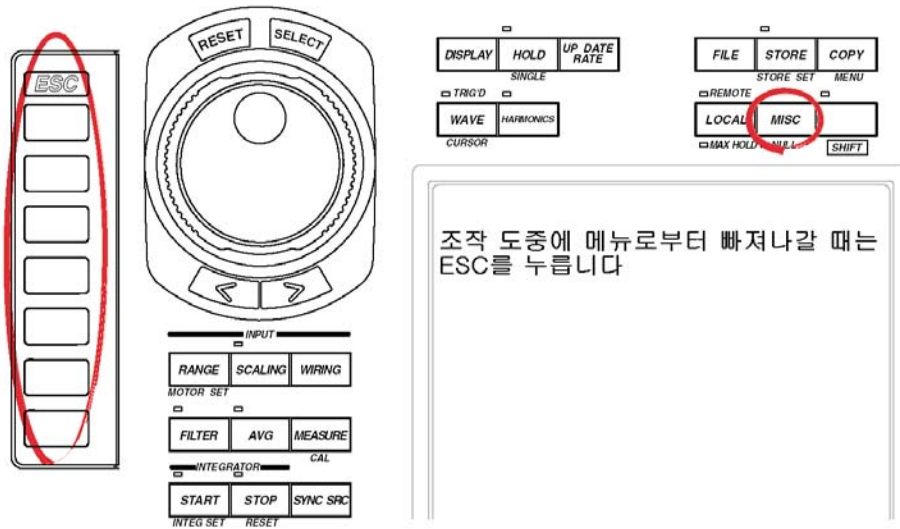 ESC
RESET
SELECT
INPUT
RANGE SCALING WIRING
MOTOR SET
FILTER AVG MEASURE
CAL
INTEGRATOR
START STOP SYNC SRC
INTEG SET RESET
DISPLAY HOLD UP DATE RATE
SINGLE
TRIG'D
WAVE HARMONICS
CURSOR
FILE STORE COPY
STORE SET MENU
REMOTE
LOCAL MISC
MAX HOLD NULL SHIFT
조작 도중에 메뉴로부터 빠져나갈 때는
ESC를 누릅니다